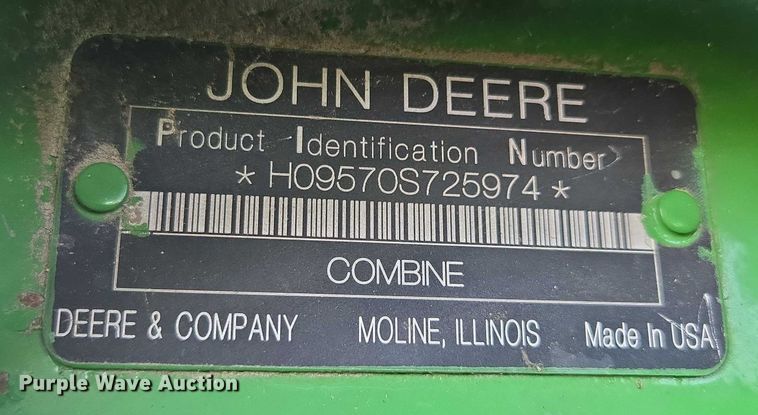 JOHN DEERE
Product Identification Number
* H09570S725974 *
COMBINE
DEERE & COMPANY MOLINE, ILLINOIS Made In USA
Purple Wave Auction